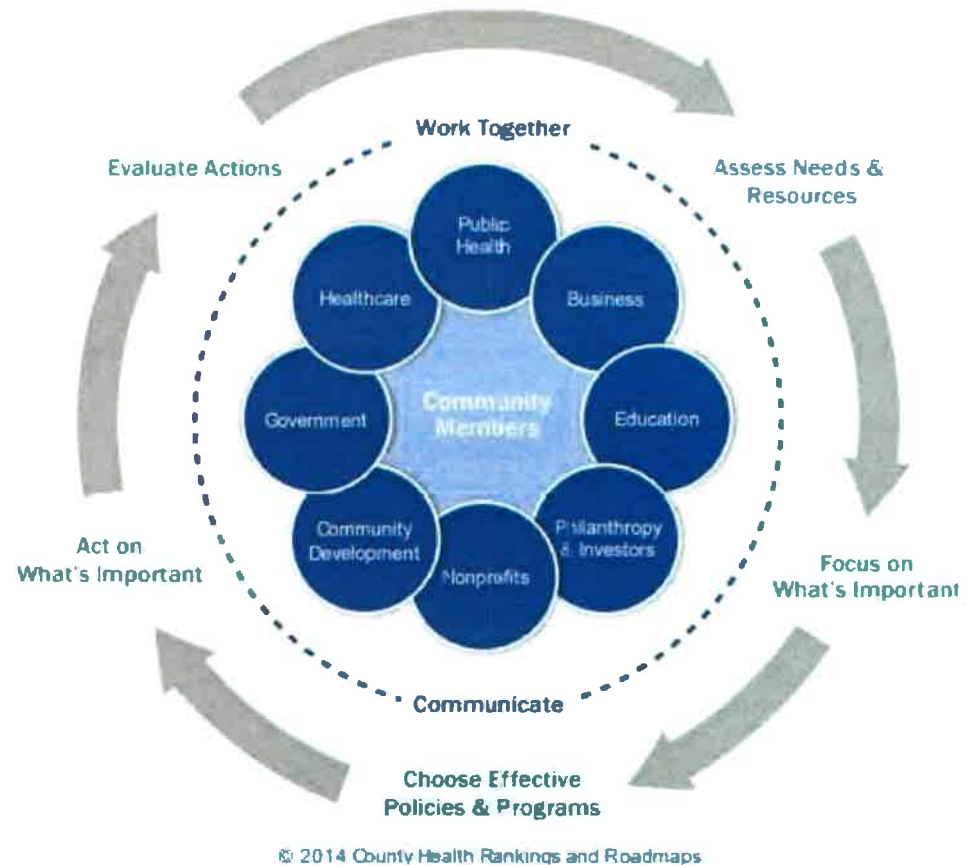 Work Together
Evaluate Actions
Assess Needs &
Resources
Public
Health
Healthcare
Business
Government
Community
Members
Education
Community
Development
Nonprofits
Philanthropy
& Investors
Act on
What's Important
Focus on
What's Important
Communicate
Choose Effective
Policies & Programs
© 2014 County Health Rankings and Roadmaps